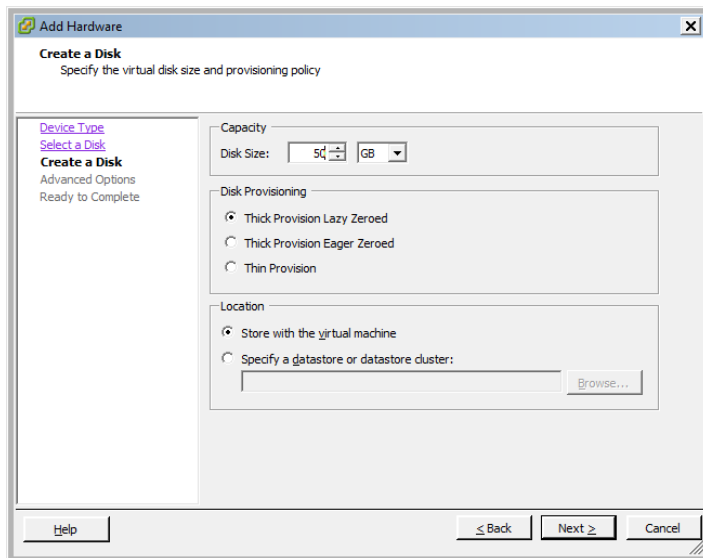 Add Hardware
Create a Disk
Specify the virtual disk size and provisioning policy
Device Type
Select a Disk
Create a Disk
Advanced Options
Ready to Complete
Capacity
Disk Size: 50 GB
Disk Provisioning
Thick Provision Lazy Zeroed
Thick Provision Eager Zeroed
Thin Provision
Location
Store with the virtual machine
Specify a datastore or datastore cluster:
Browse...
Help
< Back
Next >
Cancel